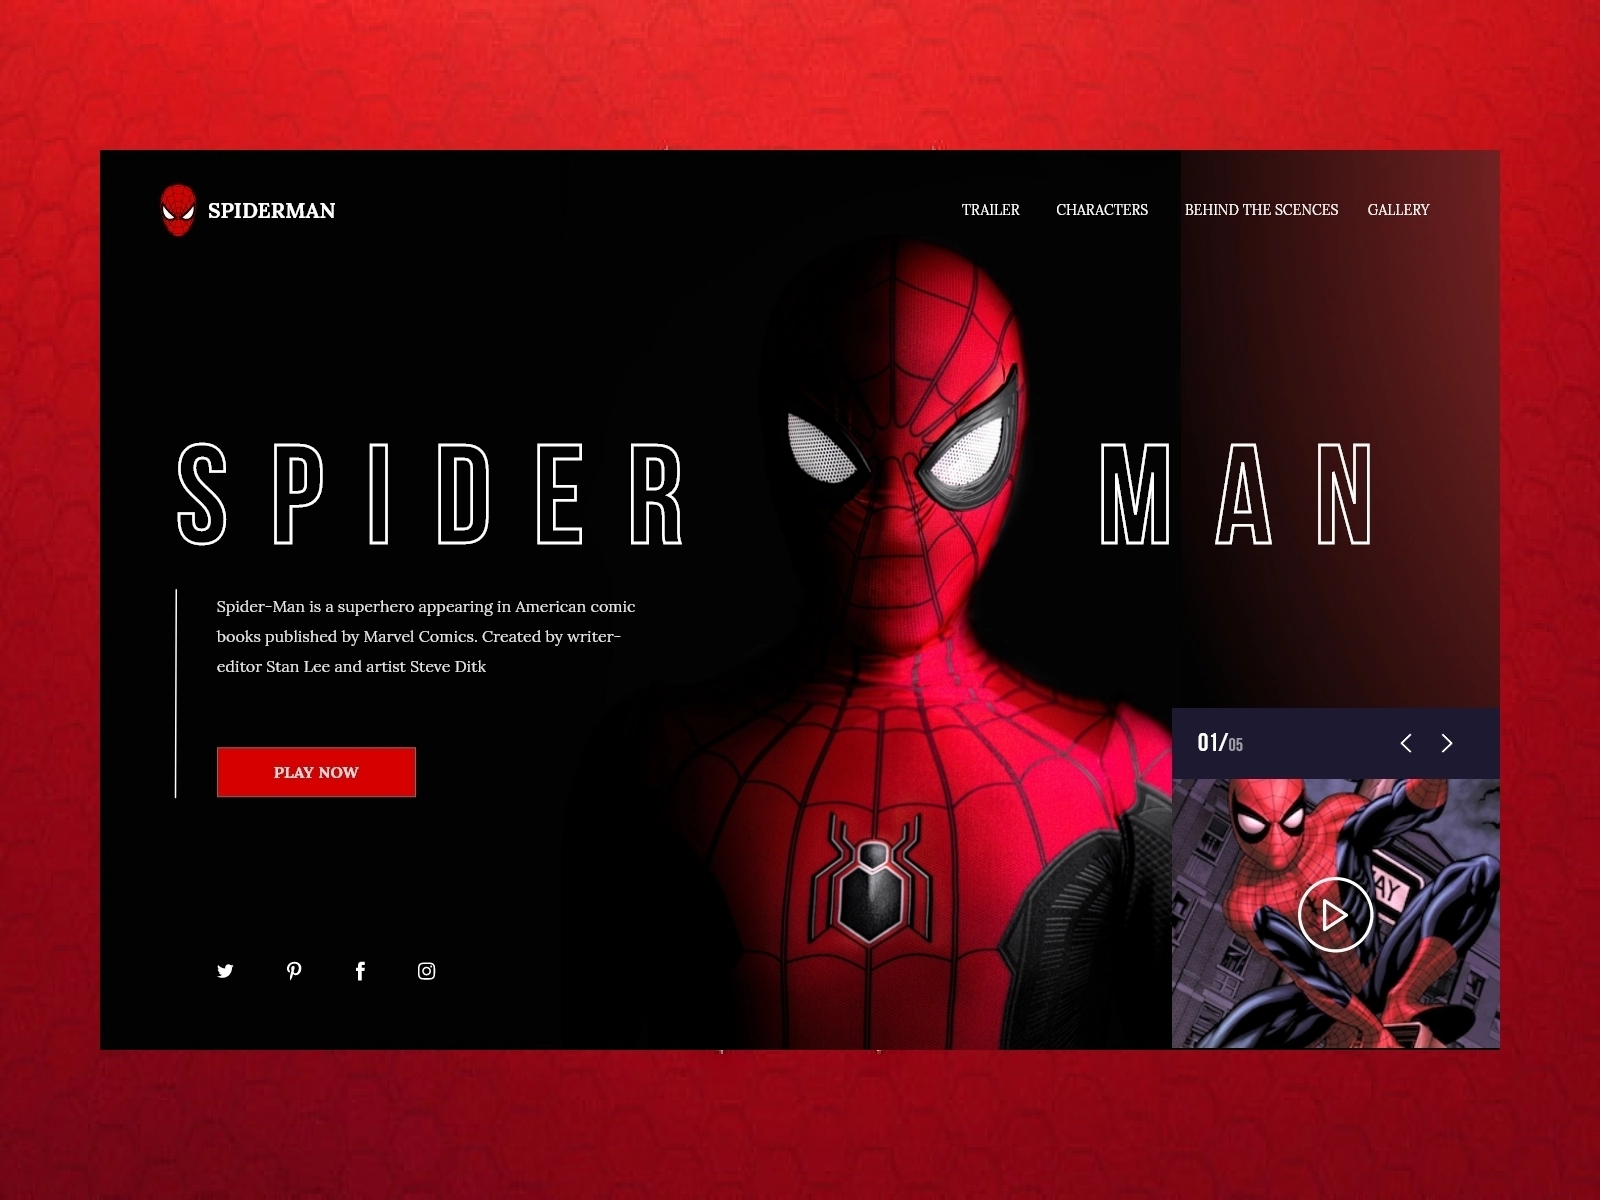 SPIDERMAN
TRAILER
CHARACTERS
BEHIND THE SCENCES
GALLERY
SPIDER
MAN
Spider-Man is a superhero appearing in American comic
books published by Marvel Comics. Created by writer-
editor Stan Lee and artist Steve Ditk
PLAY NOW
01/05